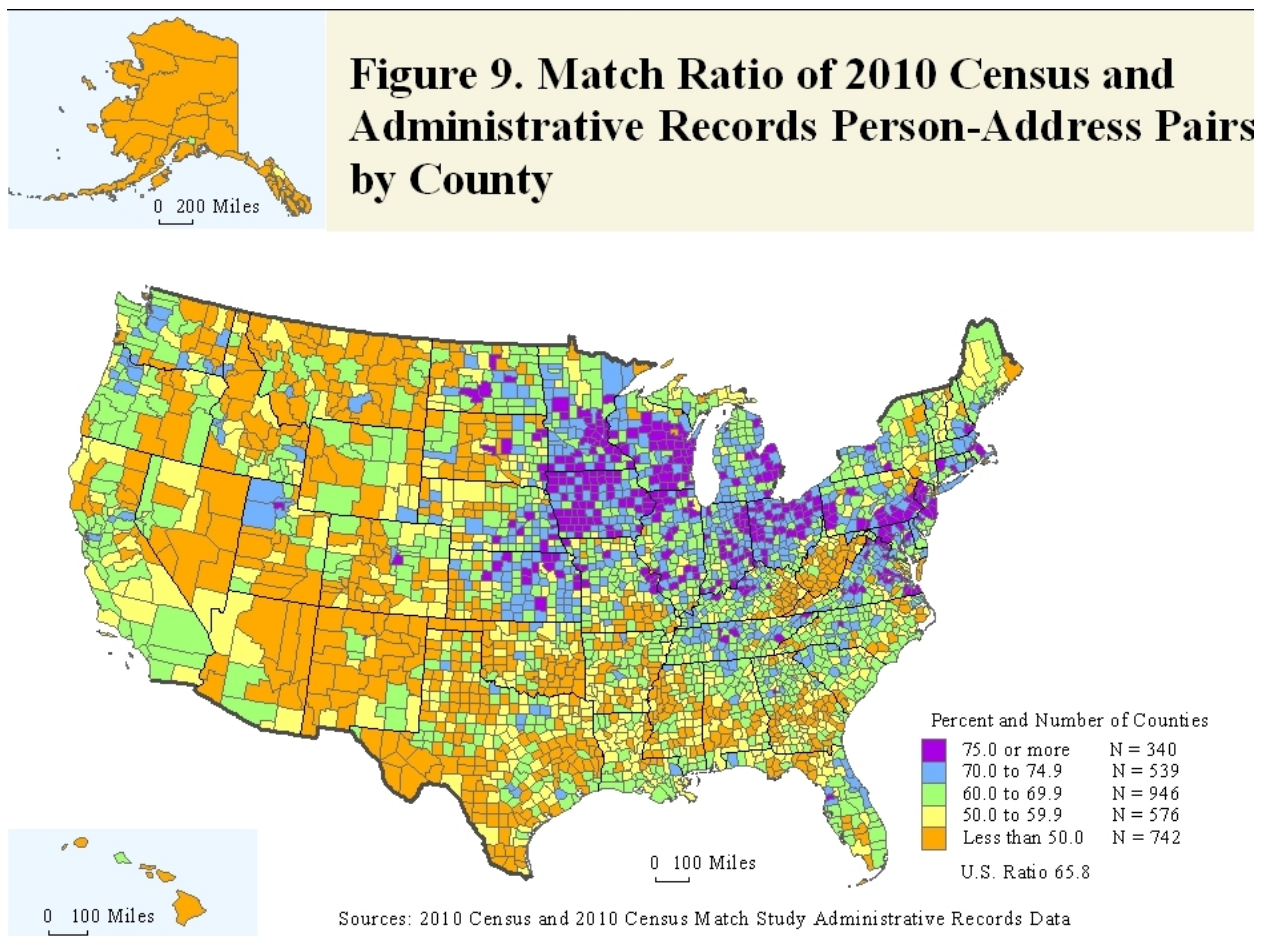 Figure 9. Match Ratio of 2010 Census and
Administrative Records Person-Address Pairs
by County
0 200 Miles
Percent and Number of Counties
75.0 or more N = 340
70.0 to 74.9 N = 539
60.0 to 69.9 N = 946
50.0 to 59.9 N = 576
Less than 50.0 N = 742
U.S. Ratio 65.8
0 100 Miles
0 100 Miles
Sources: 2010 Census and 2010 Census Match Study Administrative Records Data